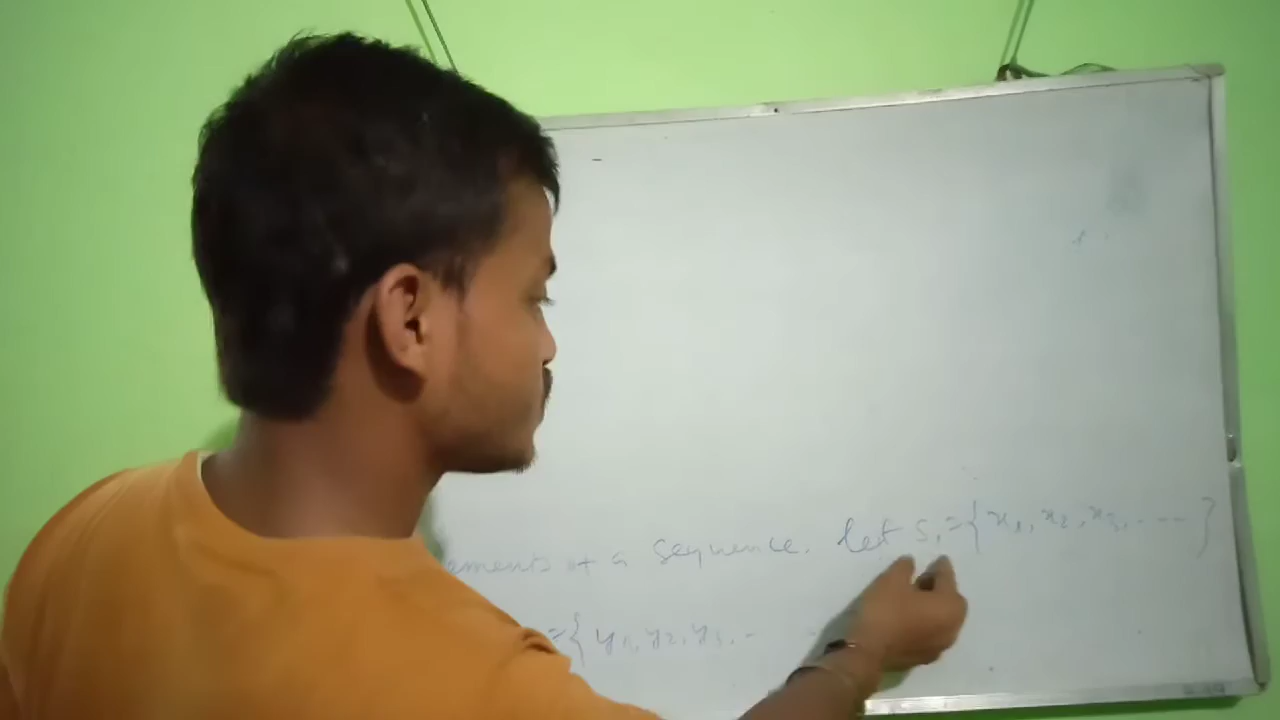 ements of a sequence. let S₁={x₁, x₂, x₃, . --- }
={ y₁, y₂, y₃, -